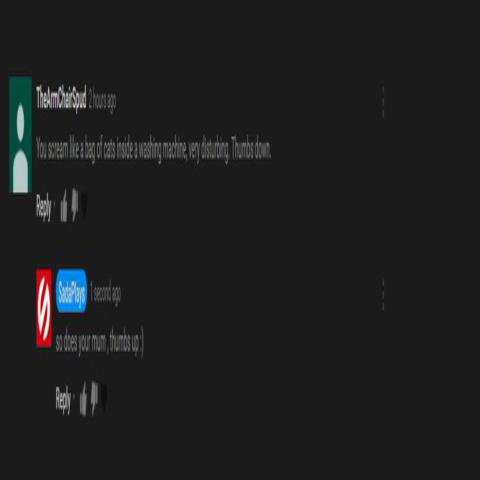 TheArmChairSpud 2 hours ago
You scream like a bag of cats inside a washing machine, very disturbing. Thumbs down.
Reply
SadaPlays 1 second ago
so does your mum , thumbs up :)
Reply